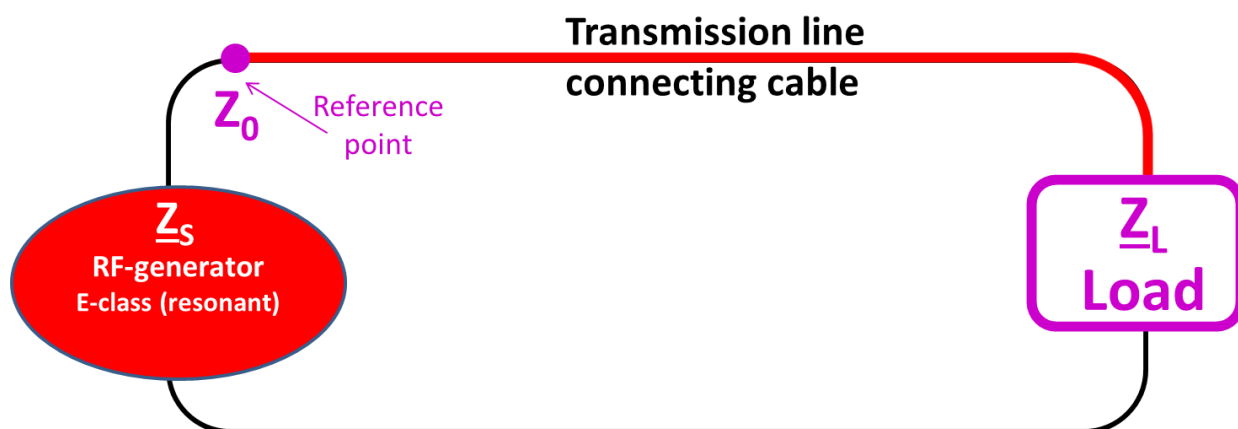 Transmission line
connecting cable
Z0
Reference
point
ZS
RF-generator
E-class (resonant)
ZL
Load